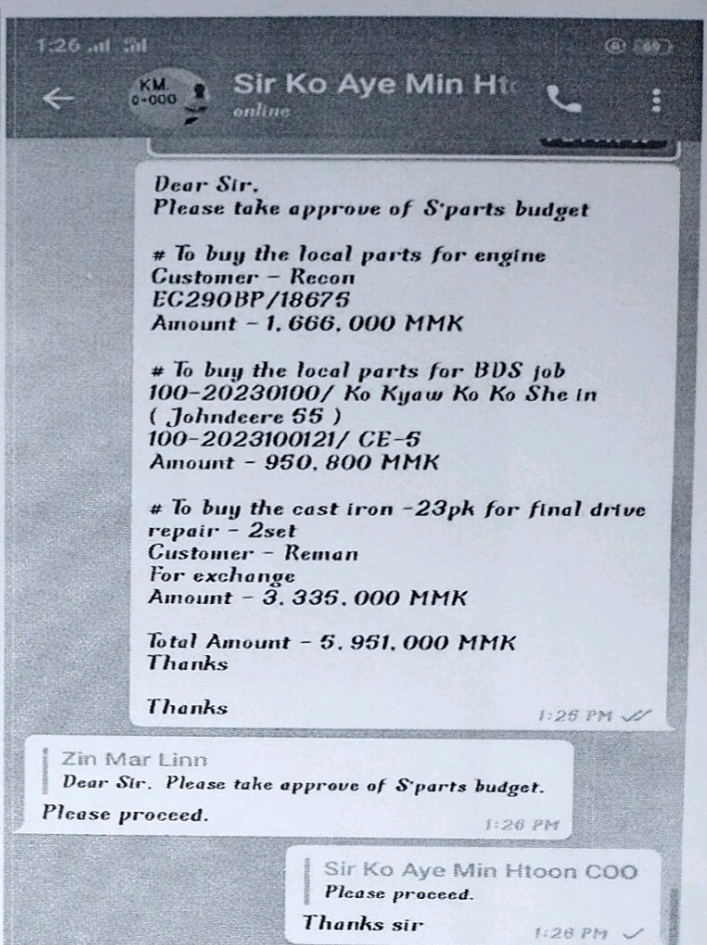 1:26
69
KM.
0+000
Sir Ko Aye Min Hto
online
Dear Sir.
Please take approve of S'parts budget
# To buy the local parts for engine
Customer - Recon
EC290BP/18675
Amount - 1,666,000 MMK
# To buy the local parts for BDS job
100-20230100/ Ko Kyaw Ko Ko She in
( Johndeere 55 )
100-2023100121/ CE-5
Amount - 950,800 MMK
# To buy the cast iron -23pk for final drive
repair - 2set
Customer - Reman
For exchange
Amount - 3,335,000 MMK
Total Amount - 5,951,000 MMK
Thanks
Thanks
1:25 PM
Zin Mar Linn
Dear Sir. Please take approve of S'parts budget.
Please proceed.
1:26 PM
Sir Ko Aye Min Htoon COO
Please proceed.
Thanks sir
1:26 PM